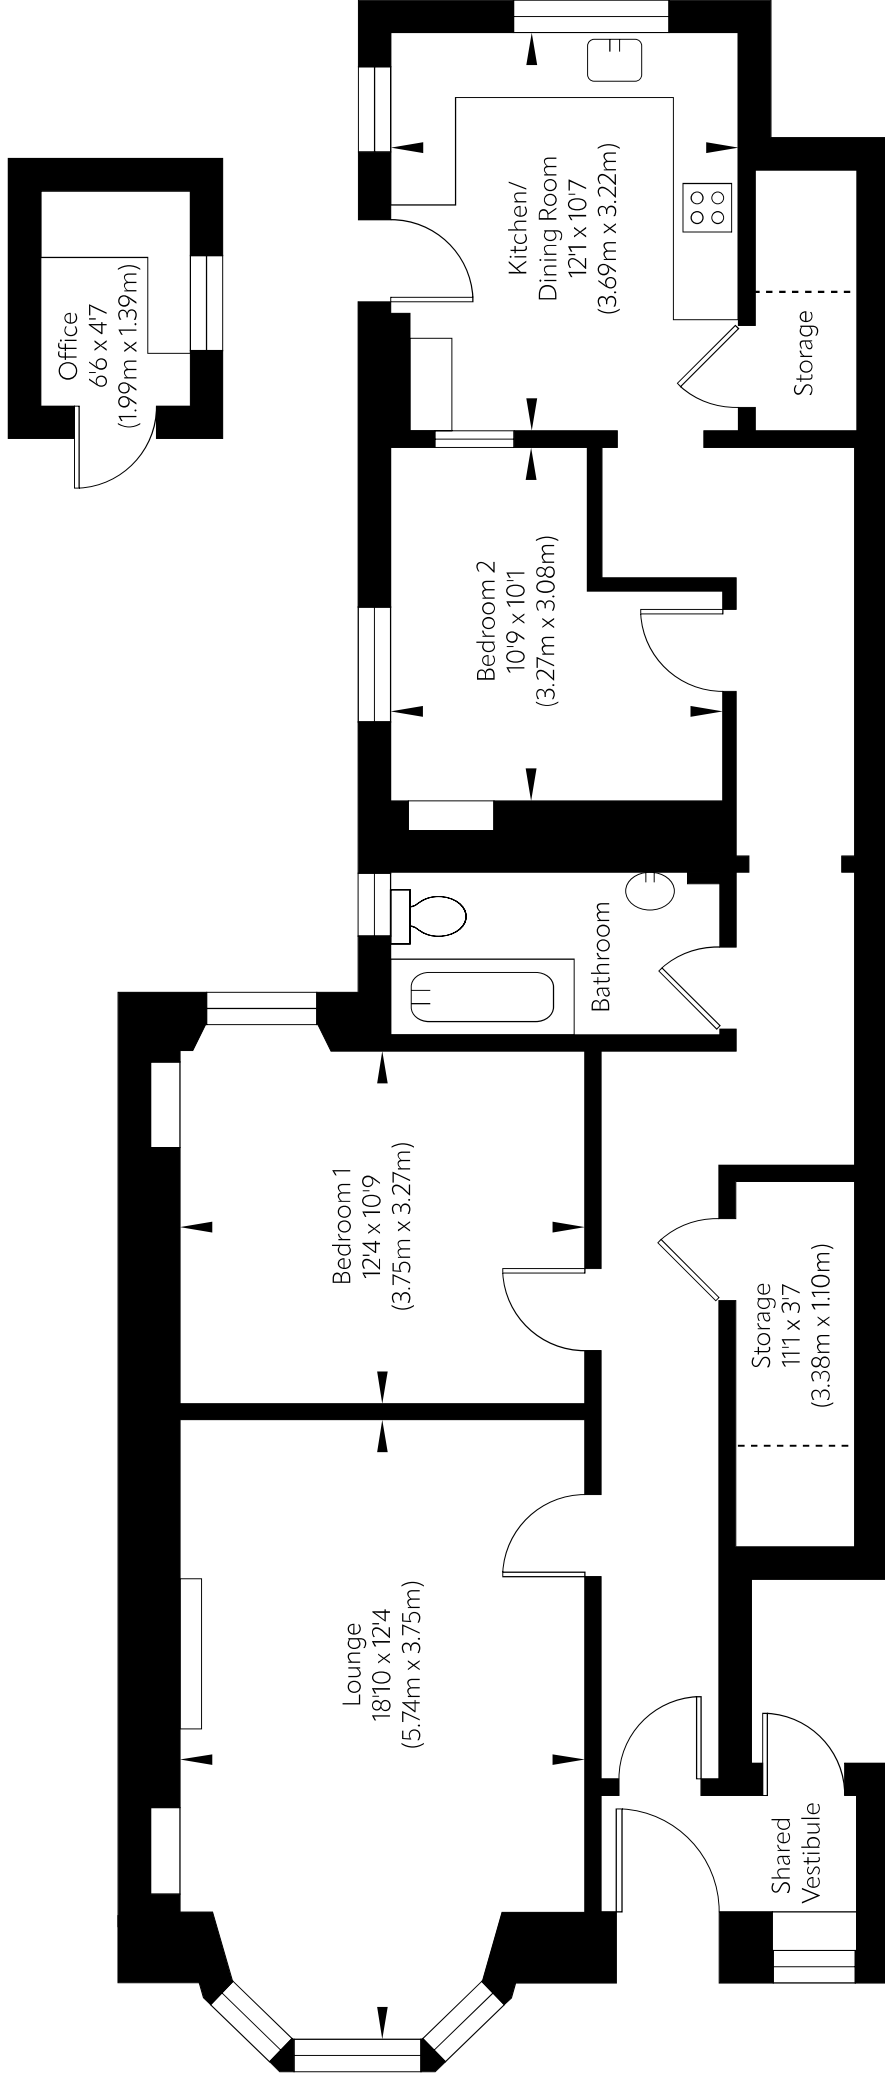 Kitchen/
Dining Room
12'1 x 10'7
(3.69m x 3.22m)
Office
6'6 x 4'7
(1.99m x 1.39m)
Storage
Bedroom 2
10'9 x 10'1
(3.27m x 3.08m)
Bathroom
Bedroom 1
12'4 x 10'9
(3.75m x 3.27m)
Storage
11'1 x 3'7
(3.38m x 1.10m)
Lounge
18'10 x 12'4
(5.74m x 3.75m)
Shared
Vestibule